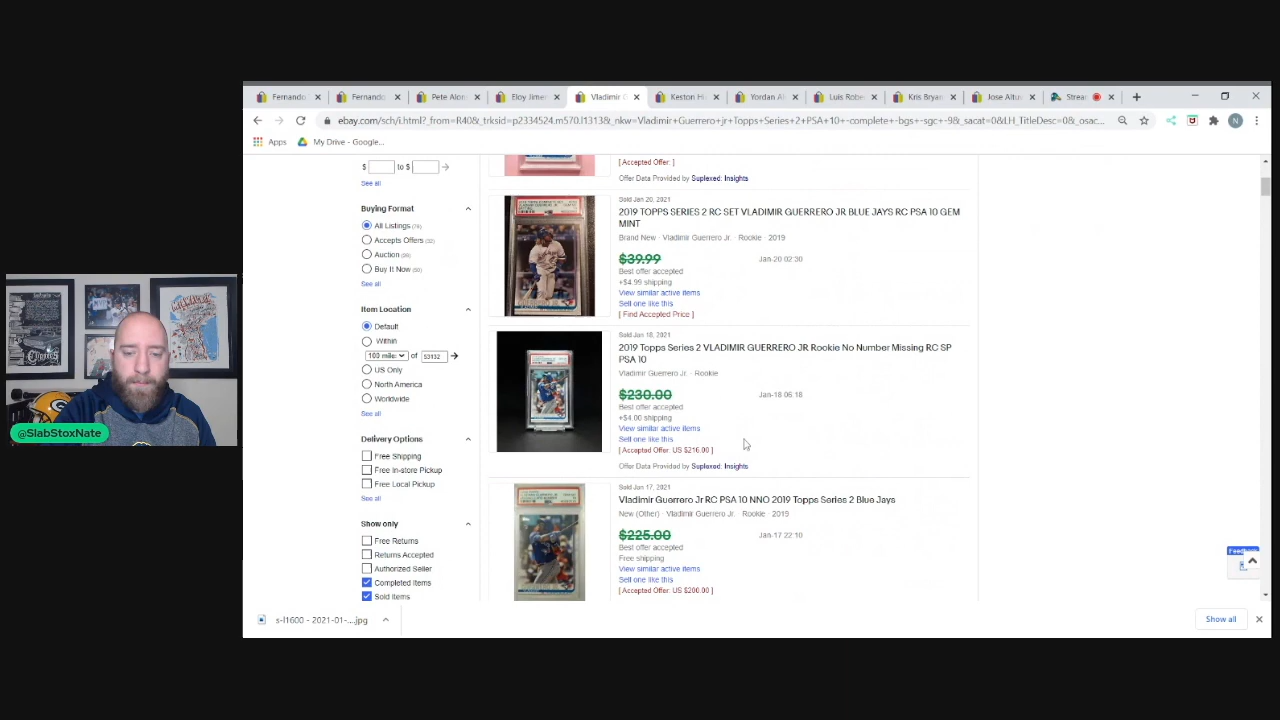 Fernando
Fernando
Pete Alon
Eloy Jimer
Vladimir G
Keston Hi
Yordan Al
Luis Robe
Kris Bryan
Jose Altu
Strea
ebay.com/sch/i.html?_from=R40&_trksid=p2334524.m570.l1313&_nkw=Vladimir+Guerrero+jr+Topps+Series+2+PSA+10+-complete+-bgs+-sgc+-9&_sacat=0&LH_TitleDesc=0&_osac...
N
Apps
My Drive - Google...
$ to $
See all
Buying Format
All Listings (79)
Accepts Offers (32)
Auction
Buy It Now
See all
Item Location
Default
Within
100 miles of 53132
US Only
North America
Worldwide
See all
Delivery Options
Free Shipping
Free In-store Pickup
Free Local Pickup
See all
Show only
Free Returns
Returns Accepted
Authorized Seller
Completed Items
Sold Items
[ Accepted Offer: ]
Offer Data Provided by Suplexed: Insights
Sold Jan 20, 2021
2019 TOPPS SERIES 2 RC SET VLADIMIR GUERRERO JR BLUE JAYS RC PSA 10 GEM
MINT
Brand New · Vladimir Guerrero Jr. · Rookie · 2019
$39.99
Jan-20 02:30
Best offer accepted
+$4.99 shipping
View similar active items
Sell one like this
[ Find Accepted Price ]
Sold Jan 18, 2021
2019 Topps Series 2 VLADIMIR GUERRERO JR Rookie No Number Missing RC SP
PSA 10
Vladimir Guerrero Jr. · Rookie
$230.00
Jan-18 06:18
Best offer accepted
+$4.00 shipping
View similar active items
Sell one like this
[ Accepted Offer: US $216.00 ]
Offer Data Provided by Suplexed: Insights
Sold Jan 17, 2021
Vladimir Guerrero Jr RC PSA 10 NNO 2019 Topps Series 2 Blue Jays
New (Other) · Vladimir Guerrero Jr. · Rookie · 2019
$225.00
Jan-17 22:10
Best offer accepted
Free shipping
View similar active items
Sell one like this
[ Accepted Offer: US $200.00 ]
Feedback
@SlabStoxNate
s-l1600 - 2021-01-....jpg
Show all